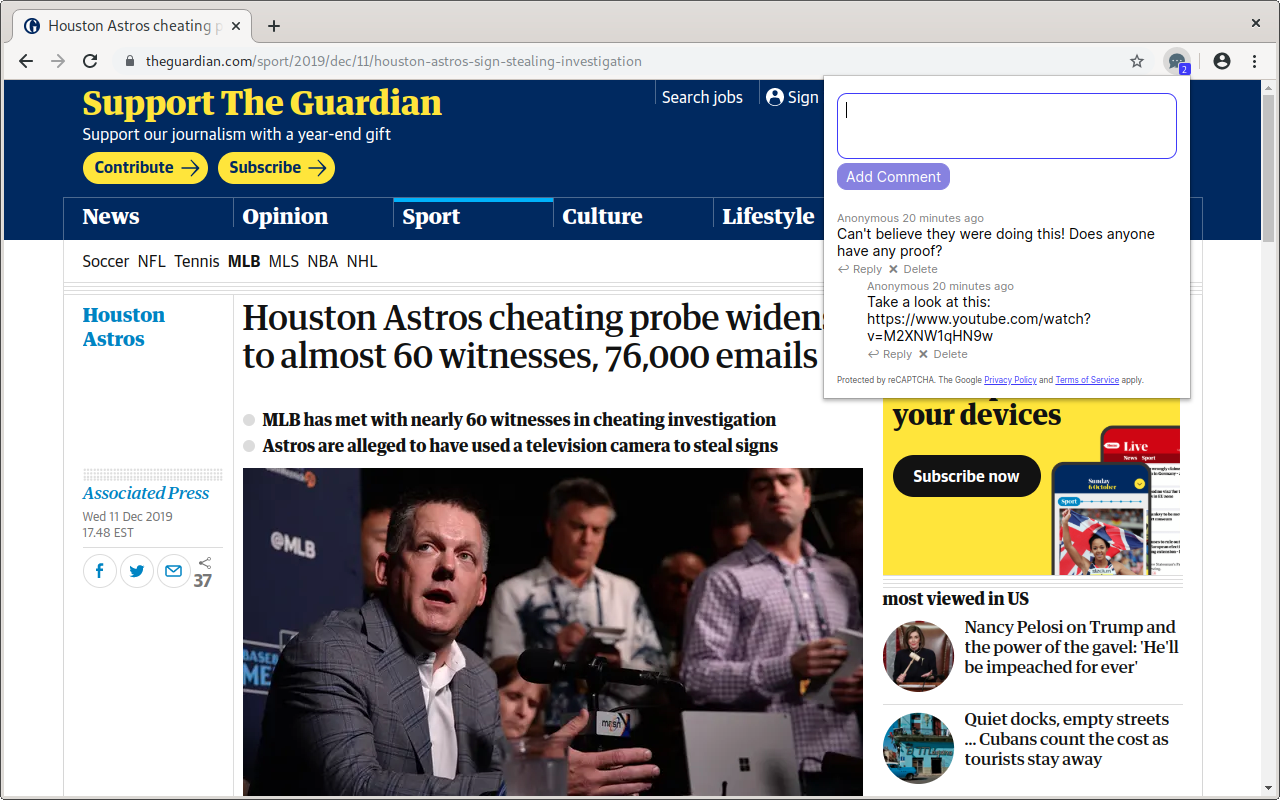 Houston Astros cheating p
theguardian.com/sport/2019/dec/11/houston-astros-sign-stealing-investigation
2
Support The Guardian
Support our journalism with a year-end gift
Contribute
Subscribe
Search jobs
Sign
News
Opinion
Sport
Culture
Lifestyle
Soccer NFL Tennis MLB MLS NBA NHL
Add Comment
Anonymous 20 minutes ago
Can't believe they were doing this! Does anyone
have any proof?
Reply Delete
Anonymous 20 minutes ago
Take a look at this:
https://www.youtube.com/watch?
v=M2XNW1qHN9w
Reply Delete
Protected by reCAPTCHA. The Google Privacy Policy and Terms of Service apply.
Houston
Astros
Houston Astros cheating probe widens
to almost 60 witnesses, 76,000 emails
MLB has met with nearly 60 witnesses in cheating investigation
Astros are alleged to have used a television camera to steal signs
Associated Press
Wed 11 Dec 2019
17.48 EST
37
@MLB
BASEB
ME
your devices
Subscribe now
Live
News Sport
Sunday
6 October
Sport
most viewed in US
Nancy Pelosi on Trump and
the power of the gavel: 'He'll
be impeached for ever'
Quiet docks, empty streets
... Cubans count the cost as
tourists stay away